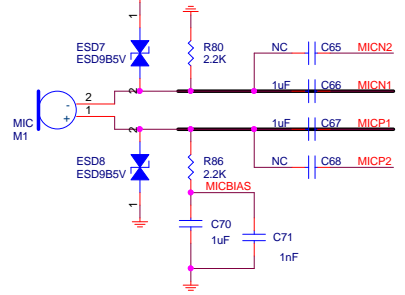 1
ESD7
ESD9B5V
R80
2.2K
NC C65 MICN2
2
2 1uF C66 MICN1
-
MIC
M1
+
1
2 1uF C67 MICP1
ESD8
ESD9B5V
R86
2.2K
NC C68 MICP2
MICBIAS
1
C70
1uF
C71
1nF